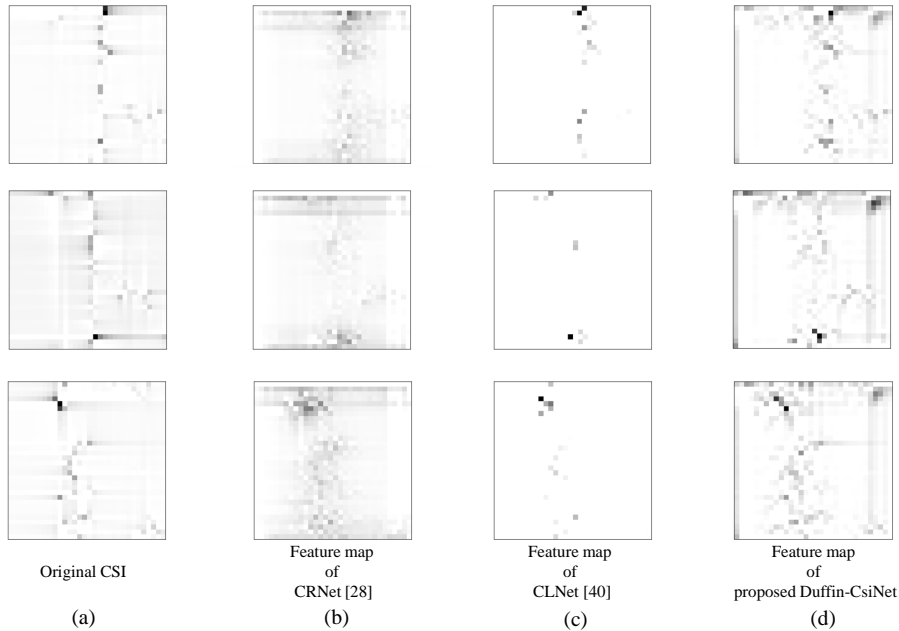 Original CSI
(a)
Feature map
of
CRNet [28]
(b)
Feature map
of
CLNet [40]
(c)
Feature map
of
proposed Duffin-CsiNet
(d)